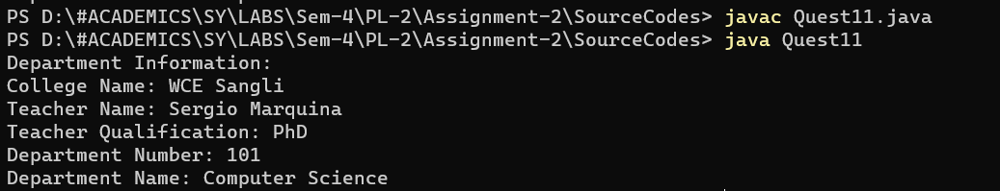 PS D:\#ACADEMICS\SY\LABS\Sem-4\PL-2\Assignment-2\SourceCodes> javac Quest11.java
PS D:\#ACADEMICS\SY\LABS\Sem-4\PL-2\Assignment-2\SourceCodes> java Quest11
Department Information:
College Name: WCE Sangli
Teacher Name: Sergio Marquina
Teacher Qualification: PhD
Department Number: 101
Department Name: Computer Science